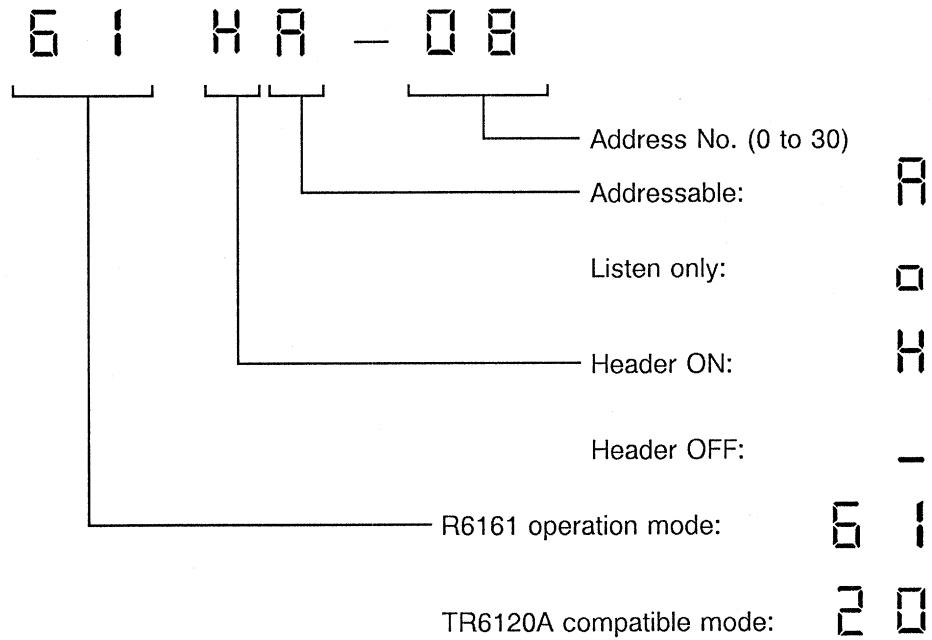 61 HA-08
Address No. (0 to 30)
Addressable: A
Listen only: o
Header ON: H
Header OFF: _
R6161 operation mode: 61
TR6120A compatible mode: 20